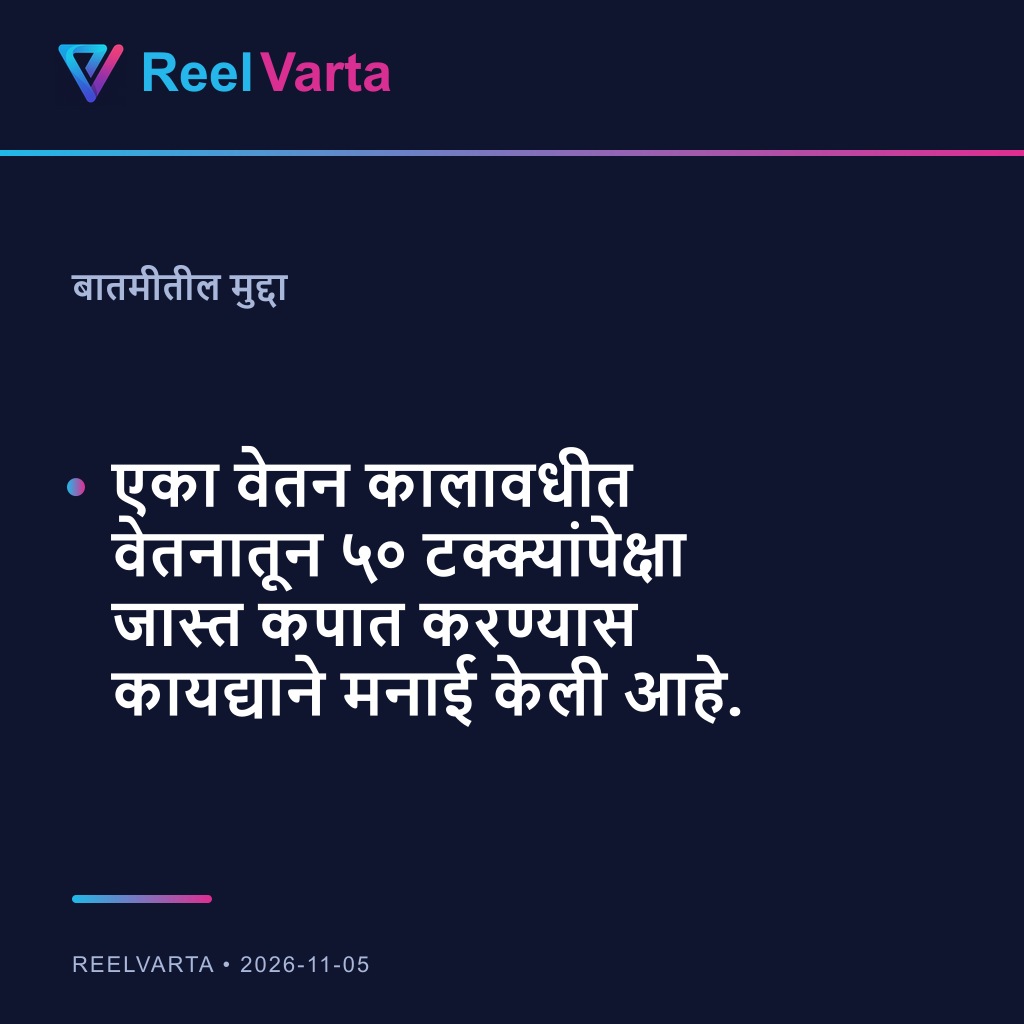 Reel Varta
बातमीतील मुद्दा
• एका वेतन कालावधीत
वेतनातून ५० टक्क्यांपेक्षा
जास्त कपात करण्यास
कायद्याने मनाई केली आहे.
REELVARTA • 2026-11-05